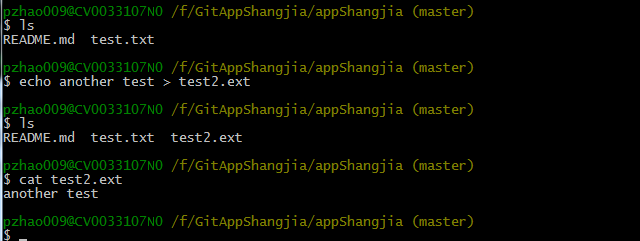 pzhao009@CV0033107N0 /f/GitAppShangjia/appShangjia (master)
$ ls
README.md  test.txt
pzhao009@CV0033107N0 /f/GitAppShangjia/appShangjia (master)
$ echo another test > test2.ext
pzhao009@CV0033107N0 /f/GitAppShangjia/appShangjia (master)
$ ls
README.md  test.txt  test2.ext
pzhao009@CV0033107N0 /f/GitAppShangjia/appShangjia (master)
$ cat test2.ext
another test
pzhao009@CV0033107N0 /f/GitAppShangjia/appShangjia (master)
$